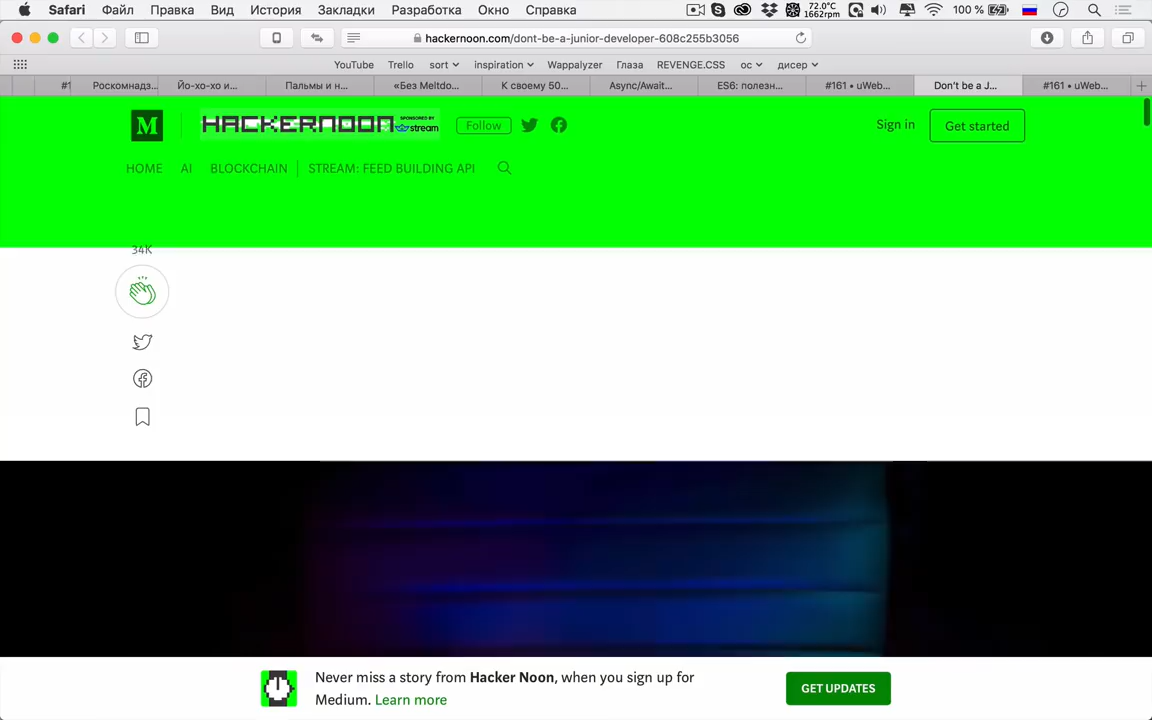 Safari Файл Правка Вид История Закладки Разработка Окно Справка 72.0°C 1662rpm 100 %
hackernoon.com/dont-be-a-junior-developer-608c255b3056
YouTube Trello sort inspiration Wappalyzer Глаза REVENGE.CSS ос дисер
#1 Роскомнадз... Йо-хо-хо и... Пальмы и н... «Без Meltdo... К своему 50... Async/Await... ES6: полезн... #161 • uWeb... Don't be a J... #161 • uWeb...
M HACKERNOON SPONSORED BY stream Follow Sign in Get started
HOME AI BLOCKCHAIN STREAM: FEED BUILDING API
34K
Never miss a story from Hacker Noon, when you sign up for
Medium. Learn more
GET UPDATES